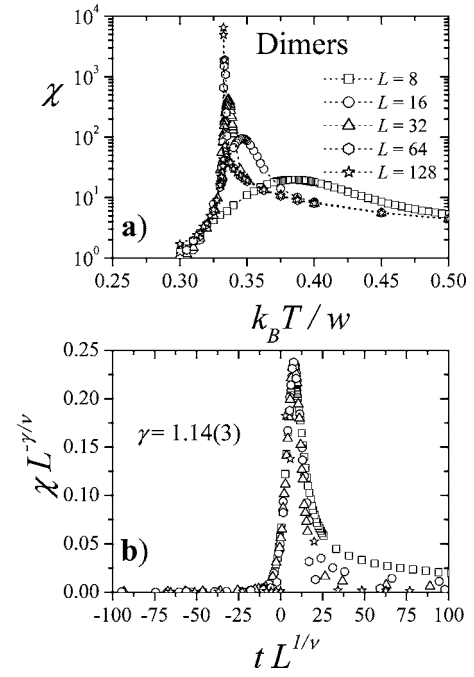 Dimers
10^4
10^3
10^2
10^1
10^0
χ
L = 8
L = 16
L = 32
L = 64
L = 128
a)
0.25 0.30 0.35 0.40 0.45 0.50
k_B T / w
0.25
0.20
0.15
0.10
0.05
0.00
χ L^{-γ/ν}
γ = 1.14(3)
b)
-100 -75 -50 -25 0 25 50 75 100
t L^{1/ν}